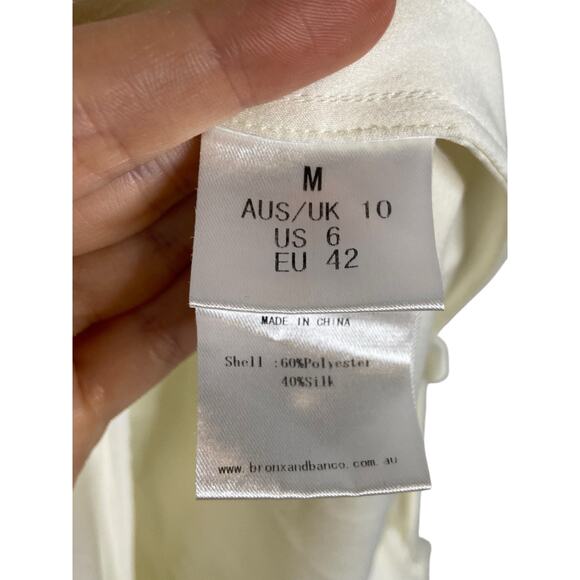 M
AUS/UK 10
US 6
EU 42
MADE IN CHINA
Shell :60%Polyester
40%Silk
www.bronxandbanco.com.au